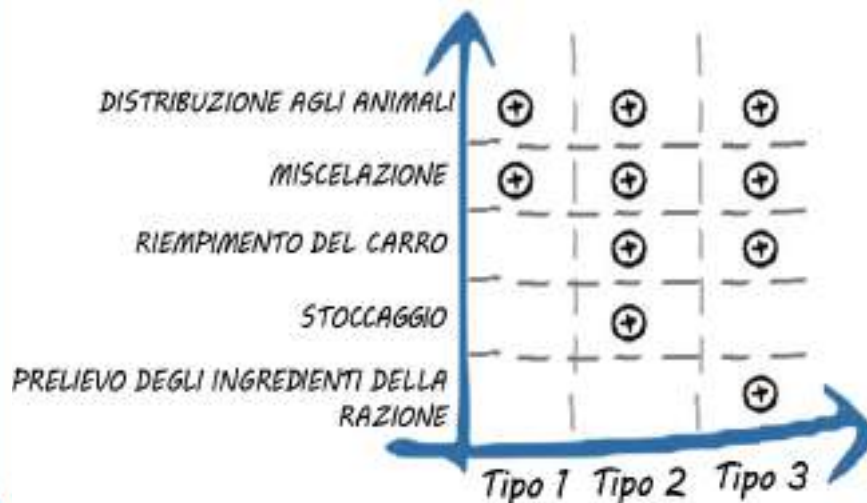 DISTRIBUZIONE AGLI ANIMALI
MISCELAZIONE
RIEMPIMENTO DEL CARRO
STOCCAGGIO
PRELIEVO DEGLI INGREDIENTI DELLA
RAZIONE
Tipo 1 Tipo 2 Tipo 3